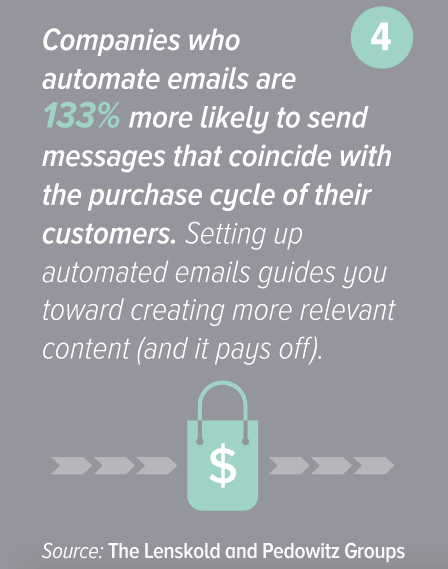 4
Companies who
automate emails are
133% more likely to send
messages that coincide with
the purchase cycle of their
customers. Setting up
automated emails guides you
toward creating more relevant
content (and it pays off).
$
Source: The Lenskold and Pedowitz Groups